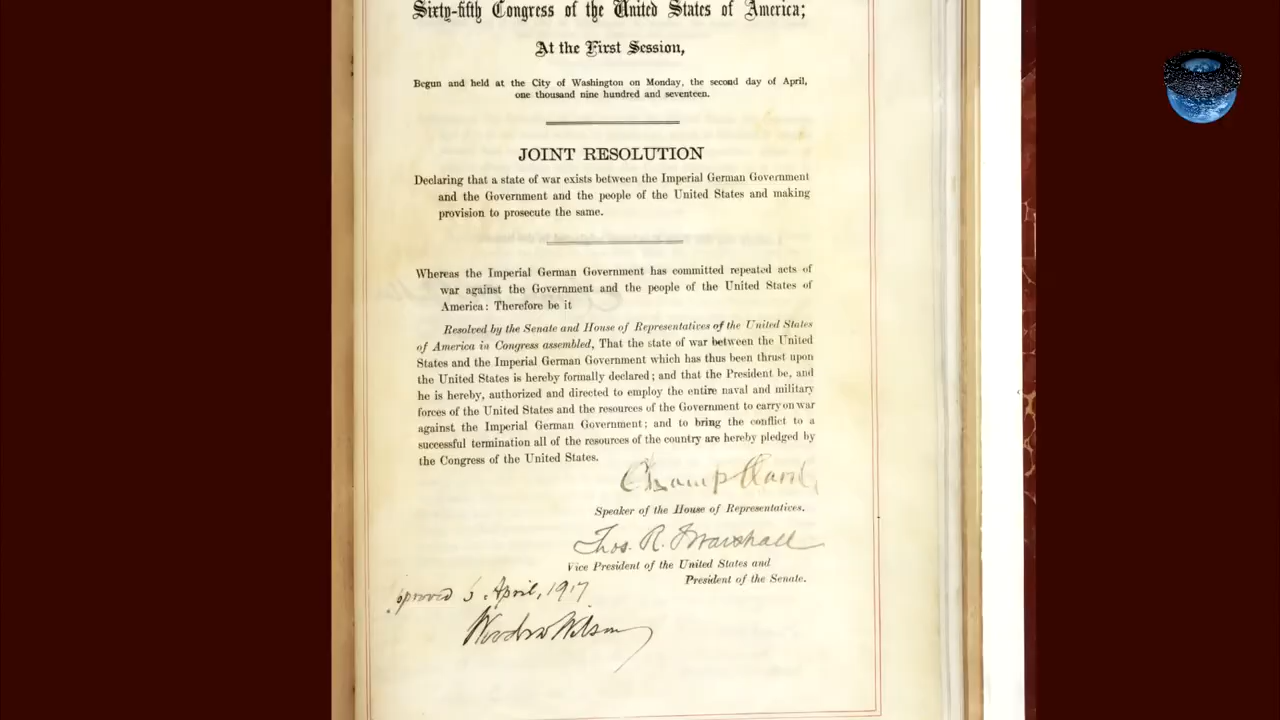 Sixty-fifth Congress of the United States of America;
At the First Session,
Begun and held at the City of Washington on Monday, the second day of April,
one thousand nine hundred and seventeen.
JOINT RESOLUTION
Declaring that a state of war exists between the Imperial German Government
and the Government and the people of the United States and making
provision to prosecute the same.
Whereas the Imperial German Government has committed repeated acts of
war against the Government and the people of the United States of
America: Therefore be it
Resolved by the Senate and House of Representatives of the United States
of America in Congress assembled, That the state of war between the United
States and the Imperial German Government which has thus been thrust upon
the United States is hereby formally declared; and that the President be, and
he is hereby, authorized and directed to employ the entire naval and military
forces of the United States and the resources of the Government to carry on war
against the Imperial German Government; and to bring the conflict to a
successful termination all of the resources of the country are hereby pledged by
the Congress of the United States.
Champ Clark
Speaker of the House of Representatives.
Thos. R. Marshall
Vice President of the United States and
President of the Senate.
pproved 6 April, 1917
Woodrow Wilson